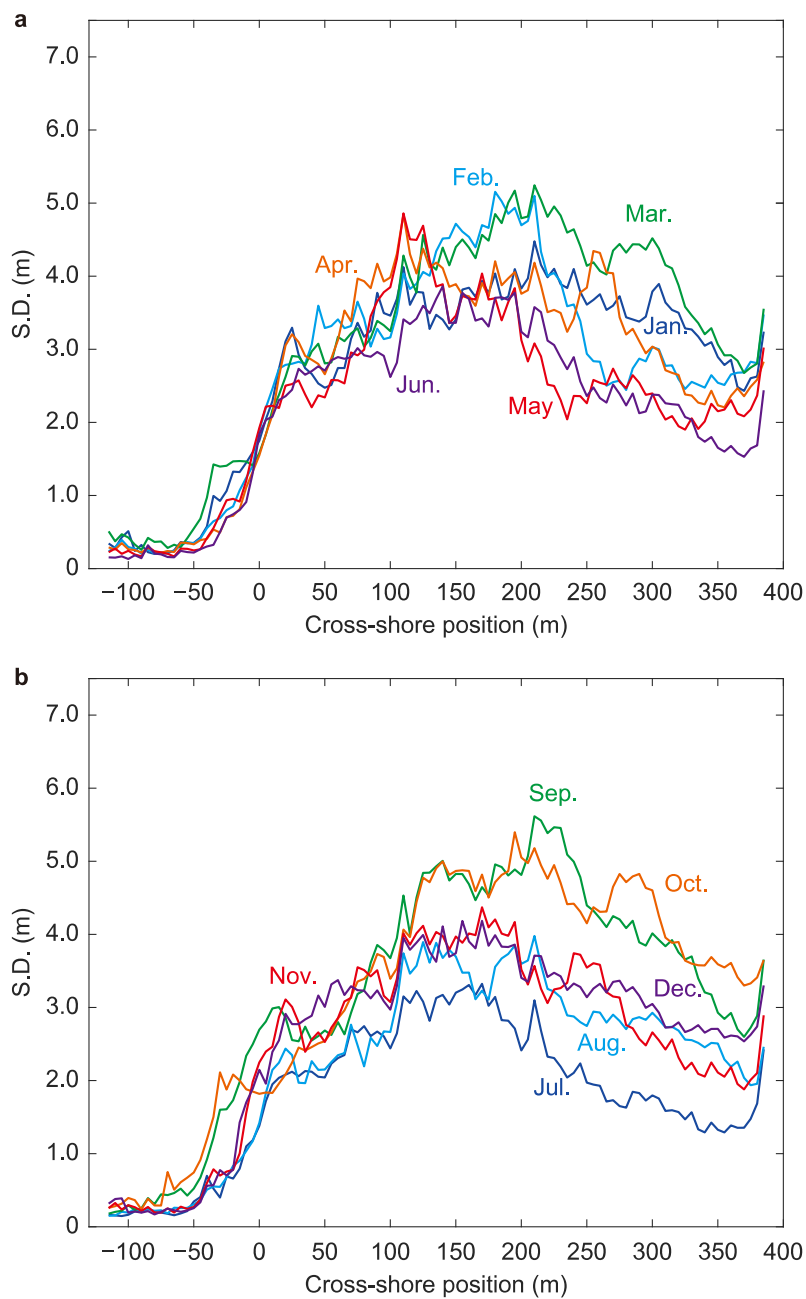 a
7.0
6.0
5.0
4.0
3.0
2.0
1.0
0
S.D. (m)
Feb.
Mar.
Apr.
Jan.
Jun.
May
−100 −50 0 50 100 150 200 250 300 350 400
Cross-shore position (m)
b
7.0
6.0
5.0
4.0
3.0
2.0
1.0
0
S.D. (m)
Sep.
Oct.
Nov.
Dec.
Aug.
Jul.
−100 −50 0 50 100 150 200 250 300 350 400
Cross-shore position (m)